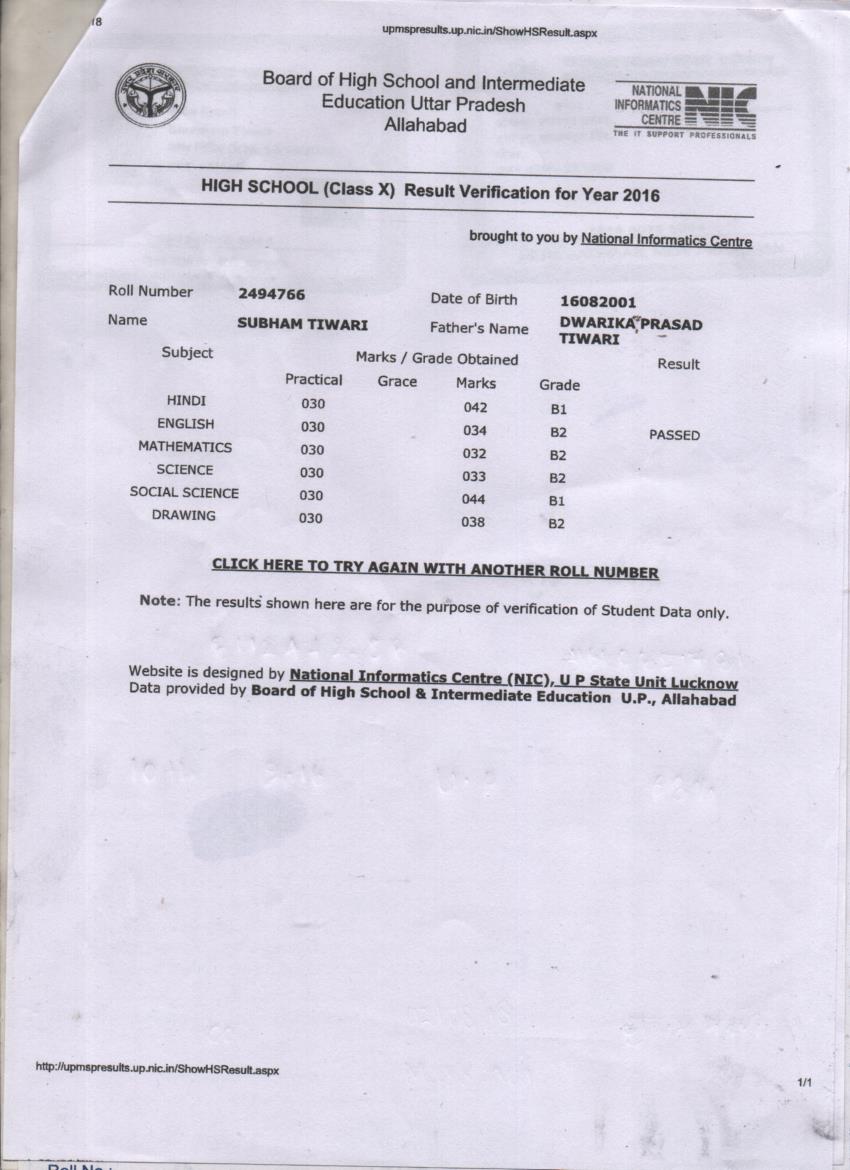 18
upmspresults.up.nic.in/ShowHSResult.aspx
Board of High School and Intermediate
Education Uttar Pradesh
Allahabad
NATIONAL
INFORMATICS
CENTRE
NIC
THE IT SUPPORT PROFESSIONALS
HIGH SCHOOL (Class X) Result Verification for Year 2016
brought to you by National Informatics Centre
Roll Number 2494766 Date of Birth 16082001
Name SUBHAM TIWARI Father's Name DWARIKA PRASAD
TIWARI
Subject Marks / Grade Obtained Result
Practical Grace Marks Grade
HINDI 030 042 B1
ENGLISH 030 034 B2 PASSED
MATHEMATICS 030 032 B2
SCIENCE 030 033 B2
SOCIAL SCIENCE 030 044 B1
DRAWING 030 038 B2
CLICK HERE TO TRY AGAIN WITH ANOTHER ROLL NUMBER
Note: The results shown here are for the purpose of verification of Student Data only.
Website is designed by National Informatics Centre (NIC), U P State Unit Lucknow
Data provided by Board of High School & Intermediate Education U.P., Allahabad
http://upmspresults.up.nic.in/ShowHSResult.aspx
1/1
Roll No :